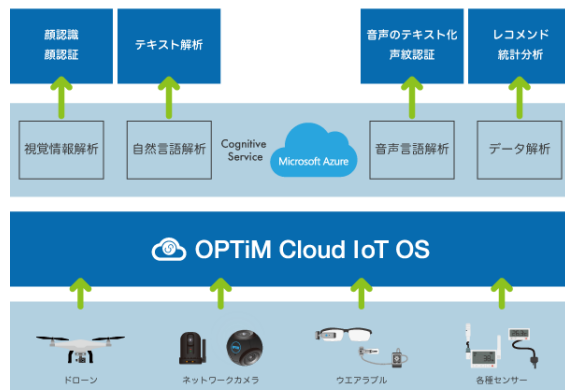 顔認識
顔認証
テキスト解析
音声のテキスト化
声紋認証
レコメンド
統計分析
視覚情報解析
自然言語解析
Cognitive
Service
Microsoft Azure
音声言語解析
データ解析
OPTiM Cloud IoT OS
ドローン
ネットワークカメラ
ウエアラブル
各種センサー